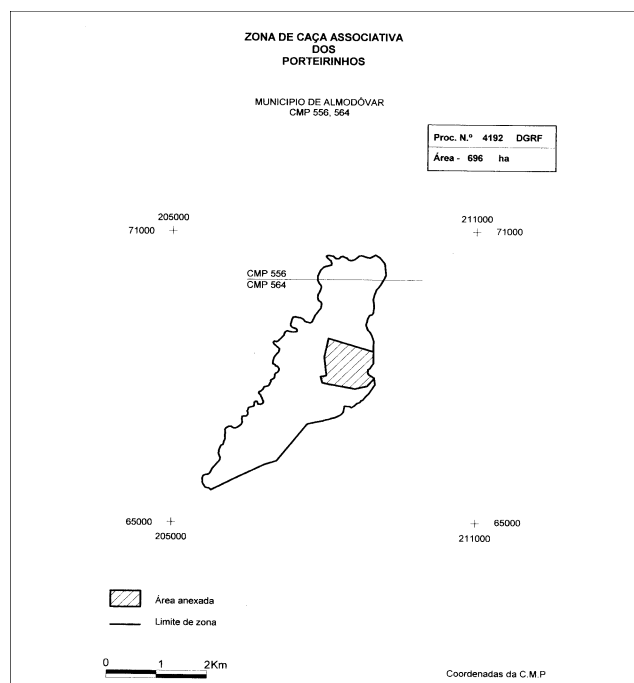 ZONA DE CAÇA ASSOCIATIVA
DOS
PORTEIRINHOS
MUNICIPIO DE ALMODÔVAR
CMP 556, 564
Proc. N.º 4192 DGRF
Área - 696 ha
205000
71000
211000
71000
CMP 556
CMP 564
65000
205000
65000
211000
Área anexada
Limite de zona
0 1 2Km
Coordenadas da C.M.P